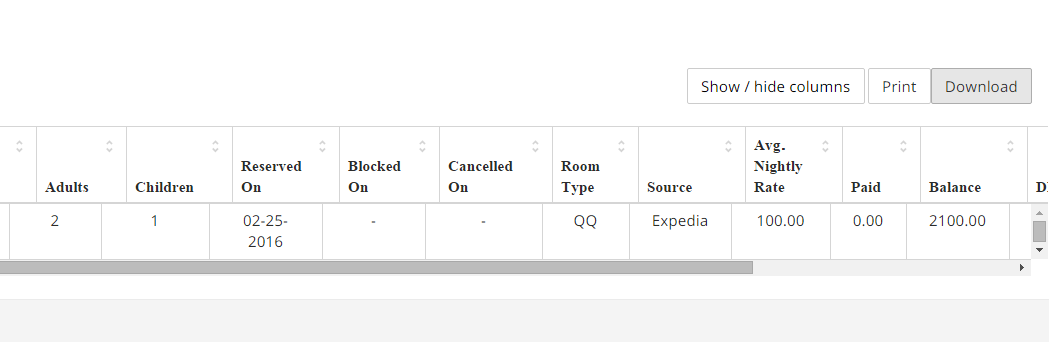 Show / hide columns Print Download
Adults Children Reserved On Blocked On Cancelled On Room Type Source Avg. Nightly Rate Paid Balance
2 1 02-25-2016 - - QQ Expedia 100.00 0.00 2100.00